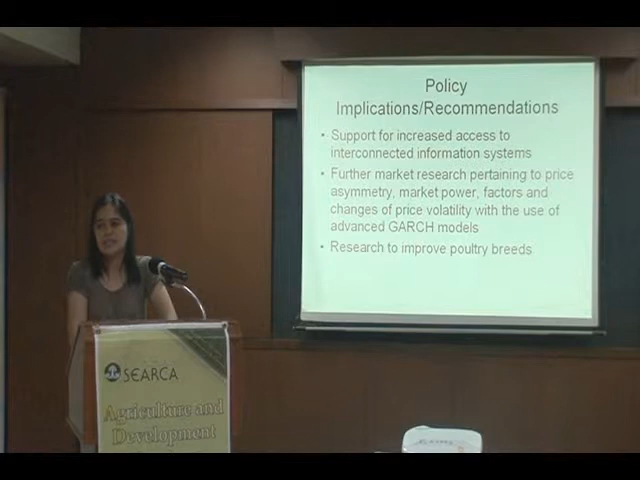 Policy
Implications/Recommendations
• Support for increased access to
interconnected information systems
• Further market research pertaining to price
asymmetry, market power, factors and
changes of price volatility with the use of
advanced GARCH models
• Research to improve poultry breeds
SEARCA
Agriculture and
Development